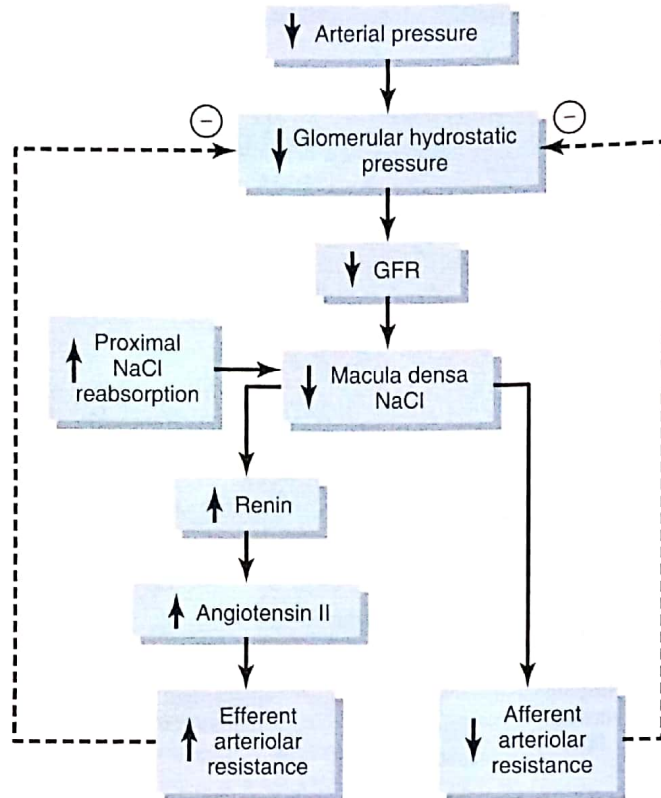 ↓ Arterial pressure
−
−
↓ Glomerular hydrostatic
pressure
↓ GFR
↑ Proximal
NaCl
reabsorption
↓ Macula densa
NaCl
↑ Renin
↑ Angiotensin II
↑ Efferent
arteriolar
resistance
↓ Afferent
arteriolar
resistance